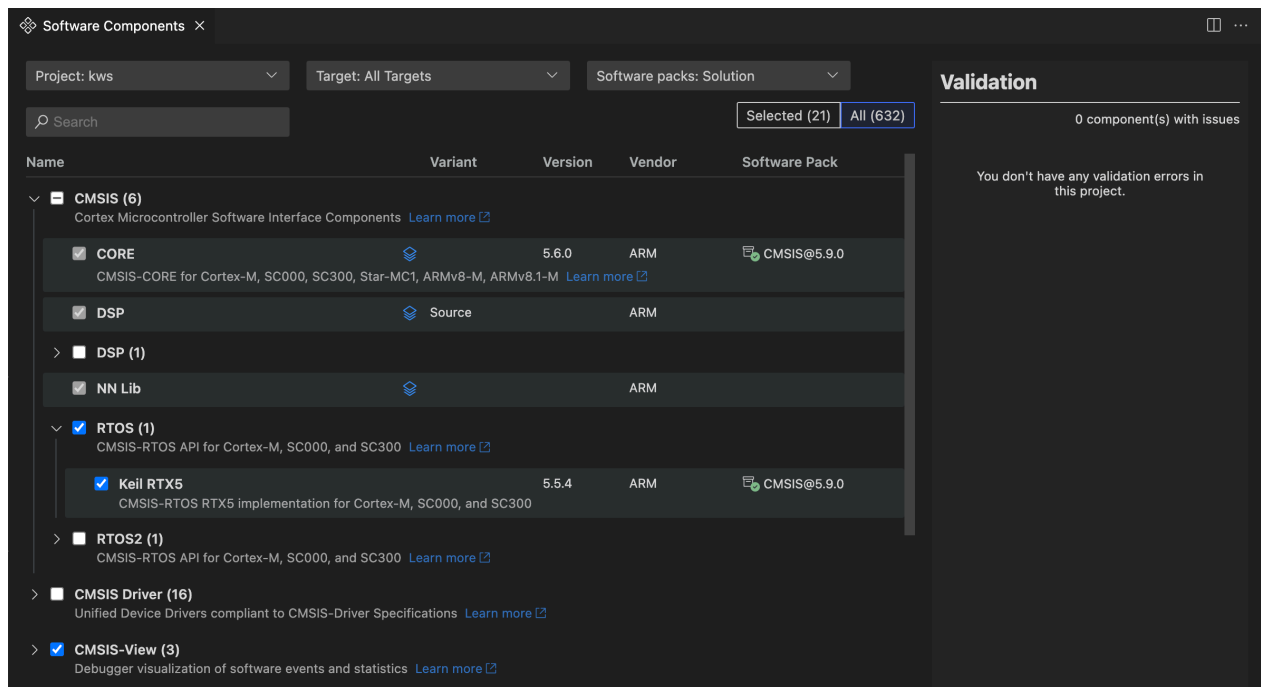 Software Components
Project: kws
Target: All Targets
Software packs: Solution
Search
Selected (21)
All (632)
Name Variant Version Vendor Software Pack
CMSIS (6)
Cortex Microcontroller Software Interface Components Learn more
CORE 5.6.0 ARM CMSIS@5.9.0
CMSIS-CORE for Cortex-M, SC000, SC300, Star-MC1, ARMv8-M, ARMv8.1-M Learn more
DSP Source ARM
DSP (1)
NN Lib ARM
RTOS (1)
CMSIS-RTOS API for Cortex-M, SC000, and SC300 Learn more
Keil RTX5 5.5.4 ARM CMSIS@5.9.0
CMSIS-RTOS RTX5 implementation for Cortex-M, SC000, and SC300
RTOS2 (1)
CMSIS-RTOS API for Cortex-M, SC000, and SC300 Learn more
CMSIS Driver (16)
Unified Device Drivers compliant to CMSIS-Driver Specifications Learn more
CMSIS-View (3)
Debugger visualization of software events and statistics Learn more
Validation
0 component(s) with issues
You don't have any validation errors in
this project.